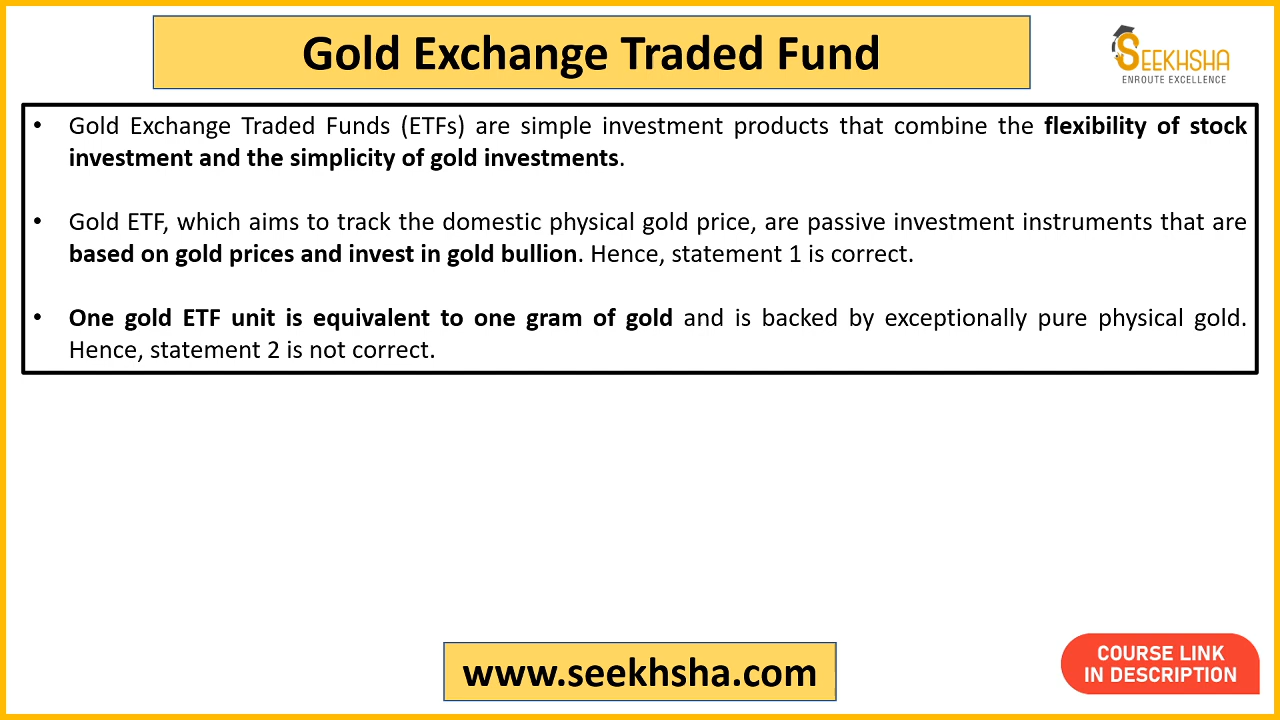 Gold Exchange Traded Fund
SEEKHSHA
ENROUTE EXCELLENCE
• Gold Exchange Traded Funds (ETFs) are simple investment products that combine the flexibility of stock
investment and the simplicity of gold investments.
• Gold ETF, which aims to track the domestic physical gold price, are passive investment instruments that are
based on gold prices and invest in gold bullion. Hence, statement 1 is correct.
• One gold ETF unit is equivalent to one gram of gold and is backed by exceptionally pure physical gold.
Hence, statement 2 is not correct.
www.seekhsha.com
COURSE LINK
IN DESCRIPTION